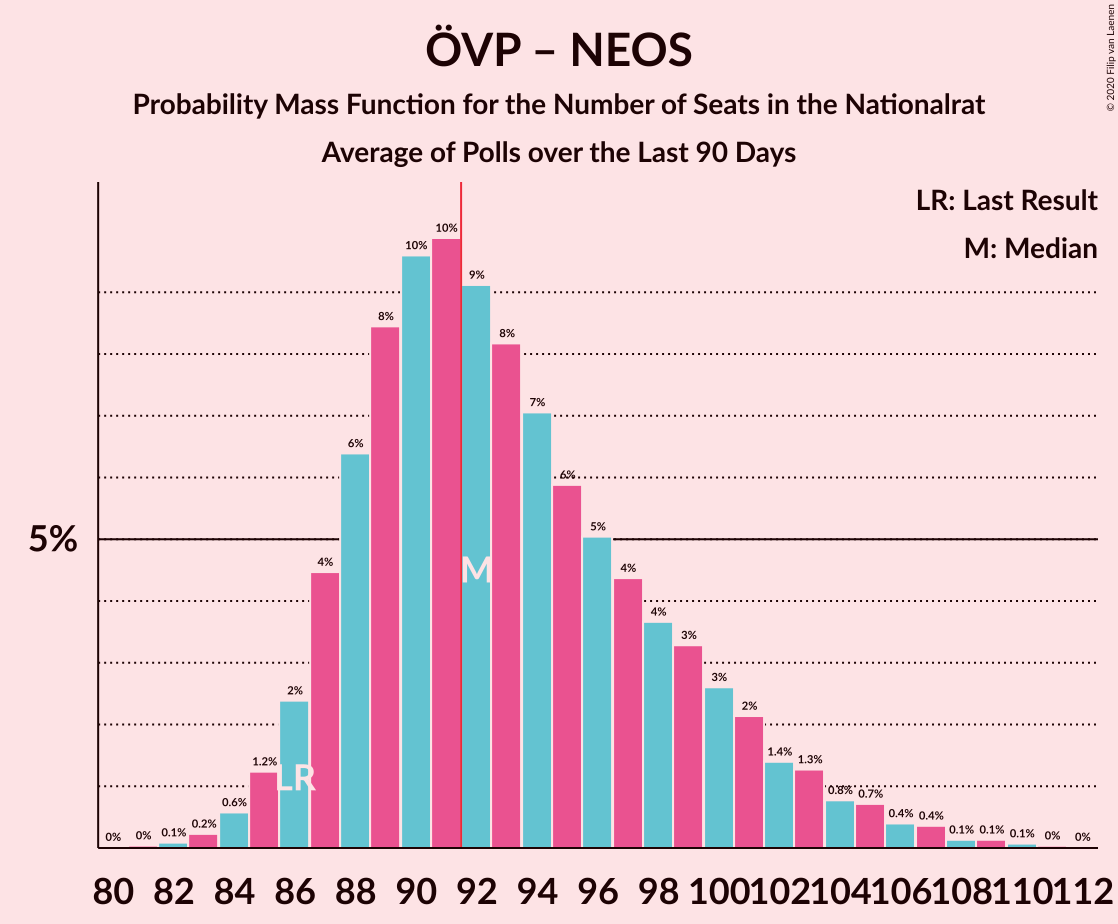 ÖVP – NEOS
Probability Mass Function for the Number of Seats in the Nationalrat
Average of Polls over the Last 90 Days
© 2020 Filip van Laenen
LR: Last Result
M: Median
5%
0% 0% 0.1% 0.2% 0.6% 1.2% 2% 4% 6% 8% 10% 10% 9% 8% 7% 6% 5% 4% 4% 3% 3% 2% 1.4% 1.3% 0.8% 0.7% 0.4% 0.4% 0.1% 0.1% 0.1% 0% 0%
M
LR
80 82 84 86 88 90 92 94 96 98 100 102 104 106 108 110 112